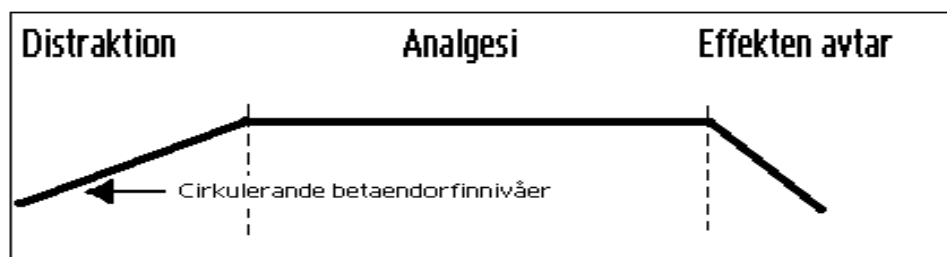 Distraktion Analgesi Effekten avtar
Cirkulerande betaendorfinnivåer